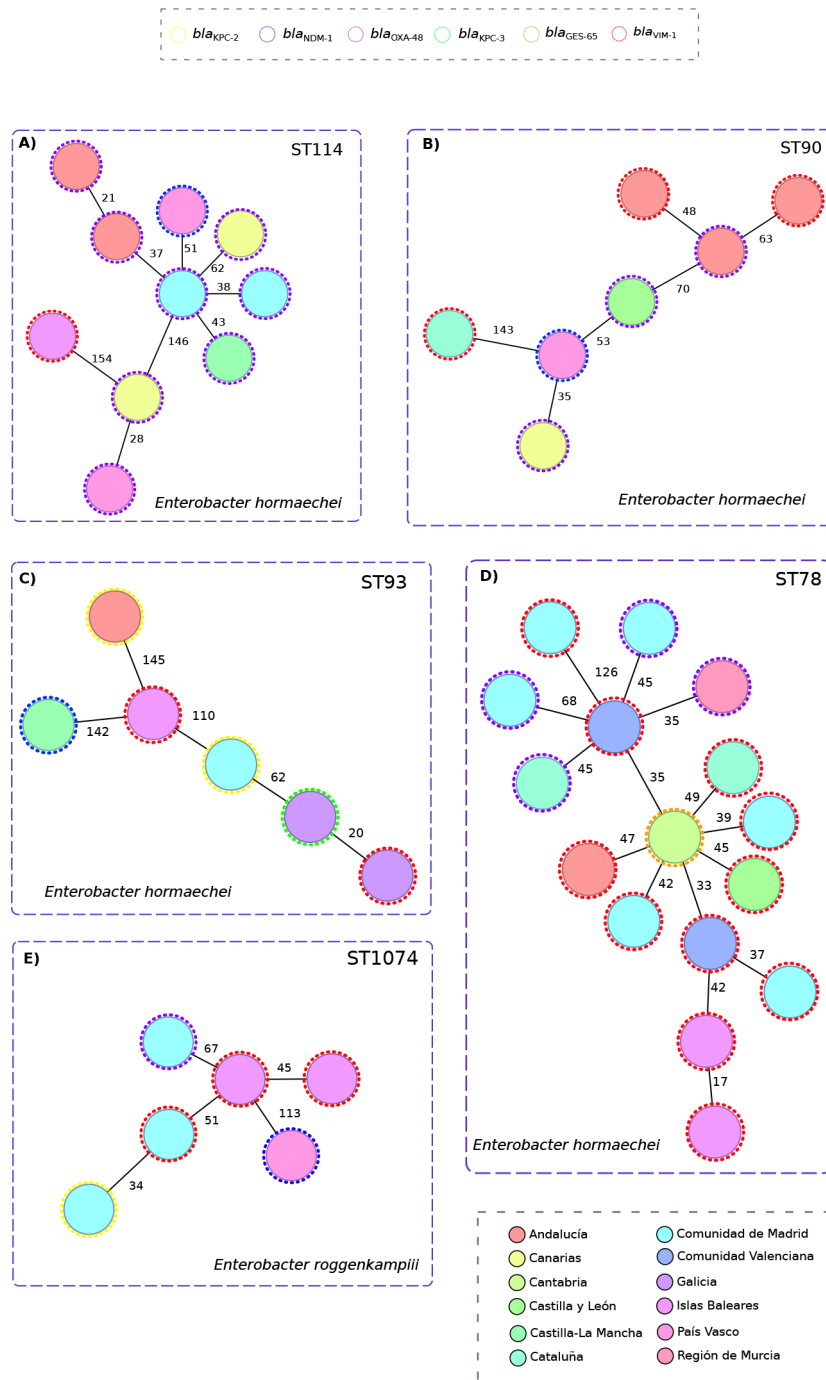 blaKPC-2 blaNDM-1 blaOXA-48 blaKPC-3 blaGES-65 blaVIM-1
A)
ST114
21
37
51
62
38
43
146
154
28
Enterobacter hormaechei
B)
ST90
48
63
70
53
143
35
Enterobacter hormaechei
C)
ST93
145
142
110
62
20
Enterobacter hormaechei
D)
ST78
126
45
68
35
45
35
49
39
47
45
42
33
37
42
17
Enterobacter hormaechei
E)
ST1074
67
45
51
113
34
Enterobacter roggenkampiii
Andalucía
Canarias
Cantabria
Castilla y León
Castilla-La Mancha
Cataluña
Comunidad de Madrid
Comunidad Valenciana
Galicia
Islas Baleares
País Vasco
Región de Murcia